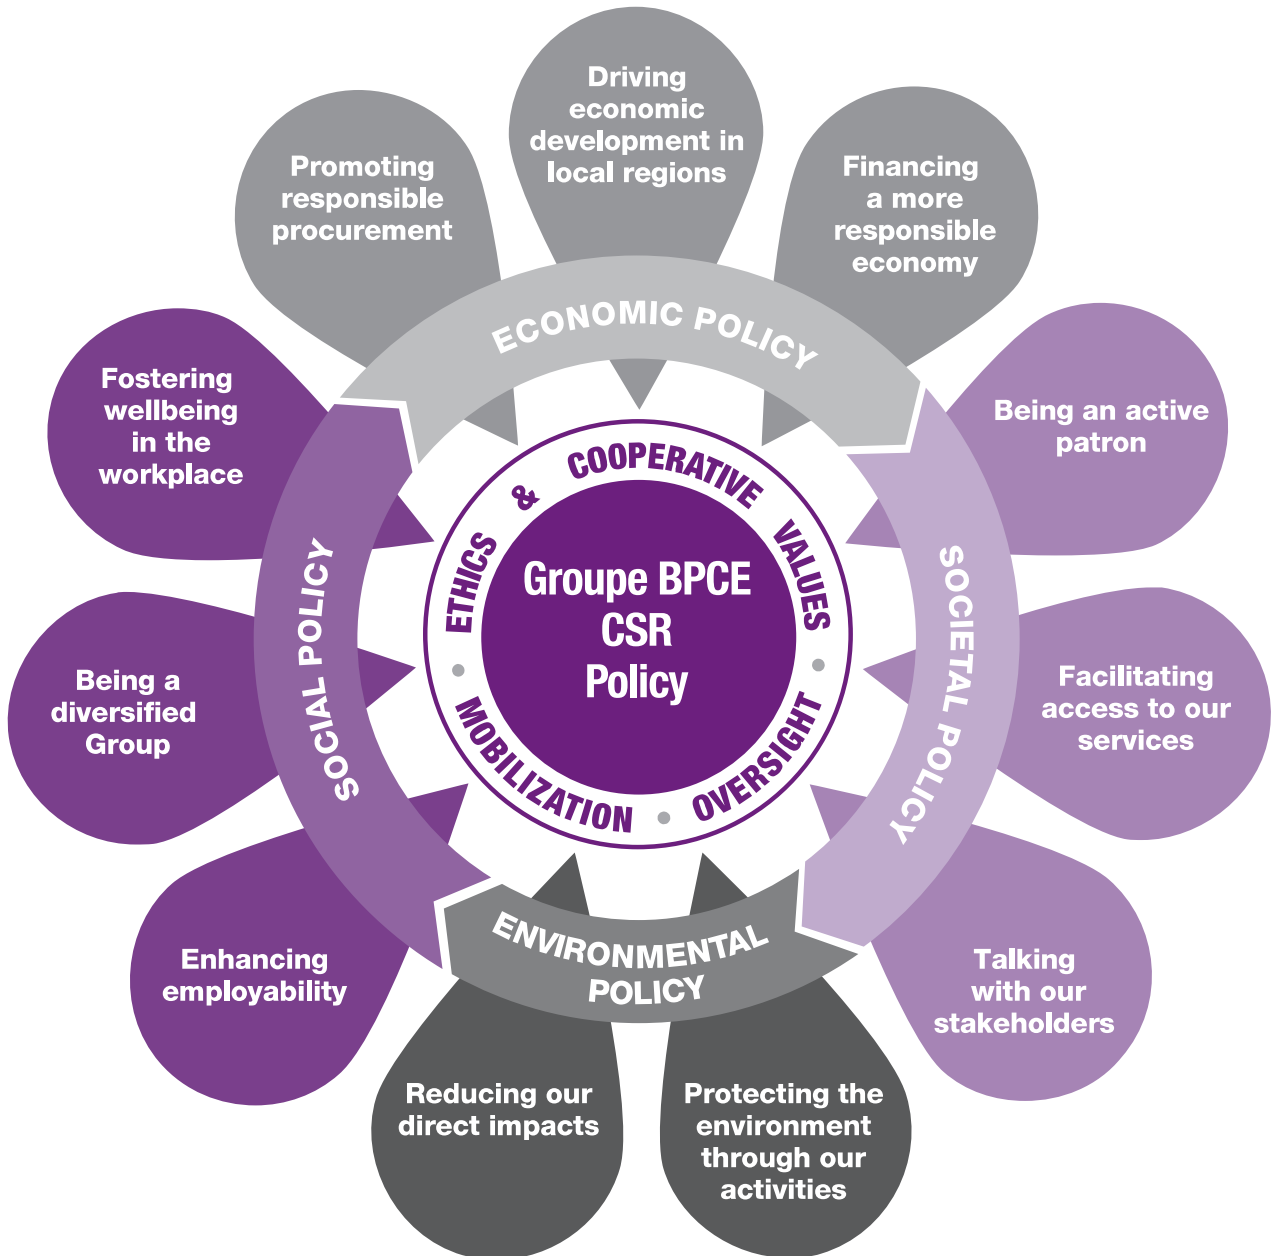 Driving
economic
development in
local regions
Promoting
responsible
procurement
Financing
a more
responsible
economy
ECONOMIC POLICY
Fostering
wellbeing
in the
workplace
Being an active
patron
ETHICS & COOPERATIVE VALUES
Groupe BPCE
CSR
Policy
• MOBILIZATION • OVERSIGHT •
SOCIAL POLICY
SOCIETAL POLICY
Being a
diversified
Group
Facilitating
access to our
services
Enhancing
employability
Talking
with our
stakeholders
ENVIRONMENTAL
POLICY
Reducing our
direct impacts
Protecting the
environment
through our
activities